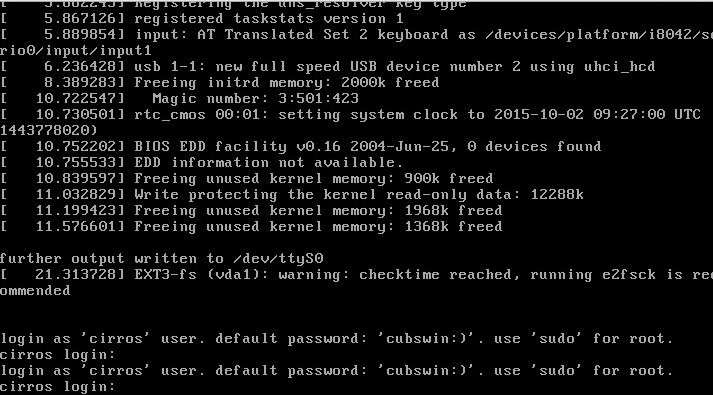 [    5.862243] Registering the dns_resolver key type
[    5.867126] registered taskstats version 1
[    5.889854] input: AT Translated Set 2 keyboard as /devices/platform/i8042/se
rio0/input/input1
[    6.236428] usb 1-1: new full speed USB device number 2 using uhci_hcd
[    8.389283] Freeing initrd memory: 2000k freed
[   10.722547]   Magic number: 3:501:423
[   10.730501] rtc_cmos 00:01: setting system clock to 2015-10-02 09:27:00 UTC
1443778020)
[   10.752202] BIOS EDD facility v0.16 2004-Jun-25, 0 devices found
[   10.755533] EDD information not available.
[   10.839597] Freeing unused kernel memory: 900k freed
[   11.032829] Write protecting the kernel read-only data: 12288k
[   11.199423] Freeing unused kernel memory: 1968k freed
[   11.576601] Freeing unused kernel memory: 1368k freed
further output written to /dev/ttyS0
[   21.313728] EXT3-fs (vda1): warning: checktime reached, running e2fsck is rec
ommended
login as 'cirros' user. default password: 'cubswin:)'. use 'sudo' for root.
cirros login:
login as 'cirros' user. default password: 'cubswin:)'. use 'sudo' for root.
cirros login: